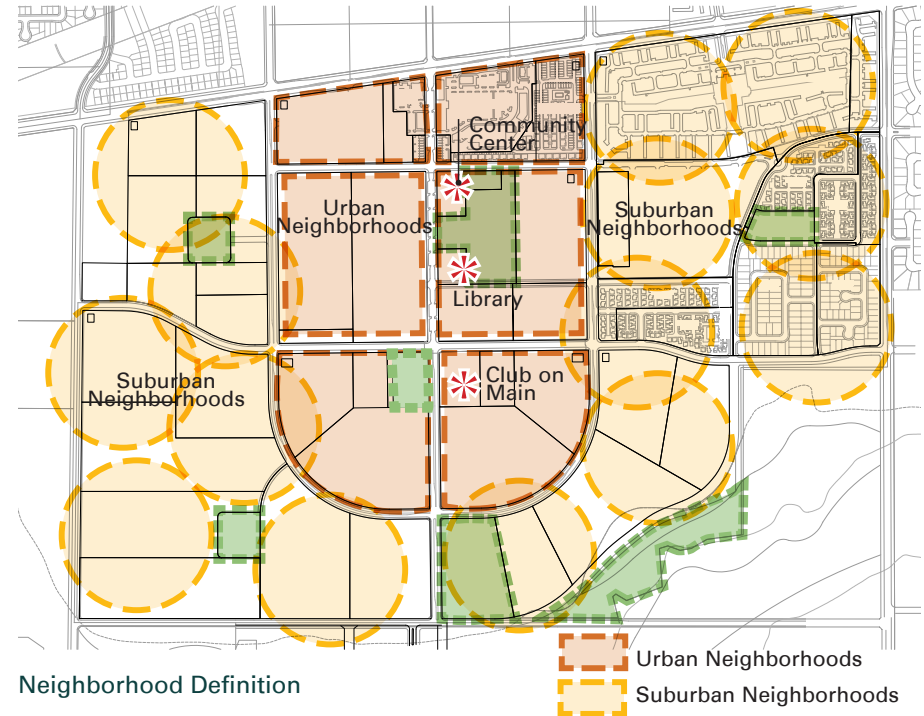 Community
Center
Urban
Neighborhoods
Suburban
Neighborhoods
Library
Suburban
Neighborhoods
Club on
Main
Urban Neighborhoods
Suburban Neighborhoods
Neighborhood Definition